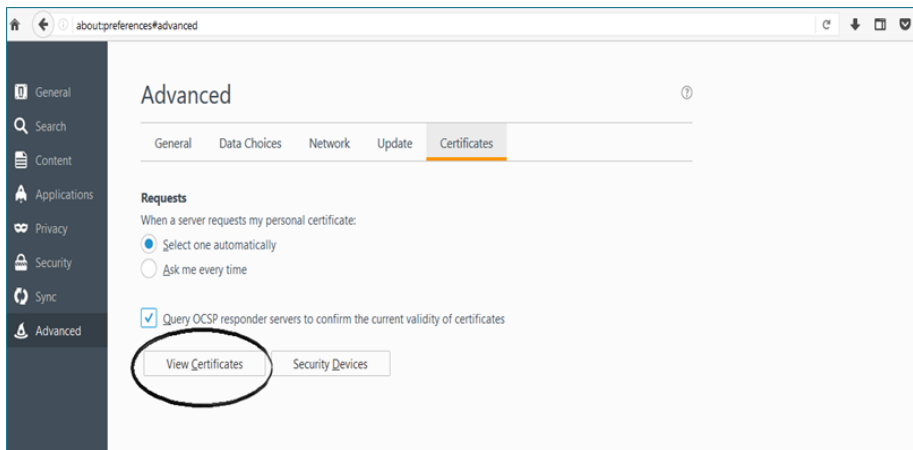 about:preferences#advanced
General
Search
Content
Applications
Privacy
Security
Sync
Advanced
Advanced
General Data Choices Network Update Certificates
Requests
When a server requests my personal certificate:
Select one automatically
Ask me every time
Query OCSP responder servers to confirm the current validity of certificates
View Certificates Security Devices